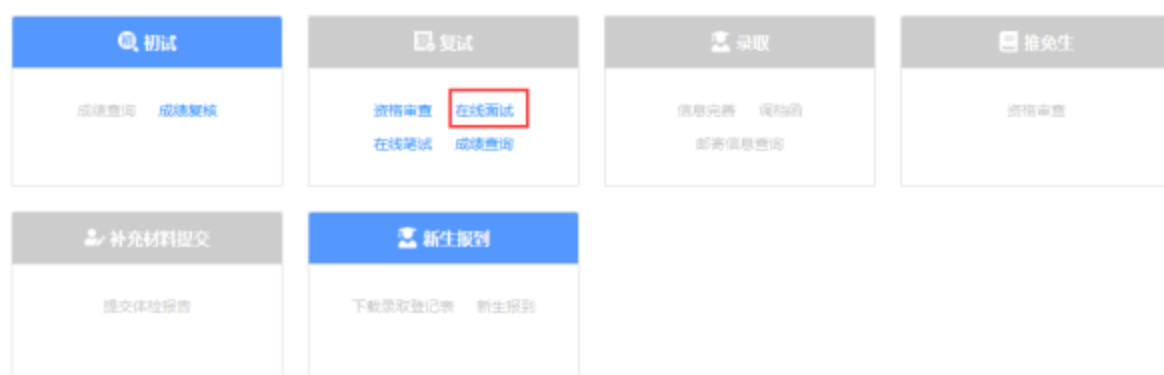 初试
复试
录取
推免生
成绩查询 成绩复核
资格审查 在线面试
在线笔试 成绩查询
信息完善 调档函
邮寄信息查询
资格审查
补充材料提交
新生报到
提交体检报告
下载录取登记表 新生报到